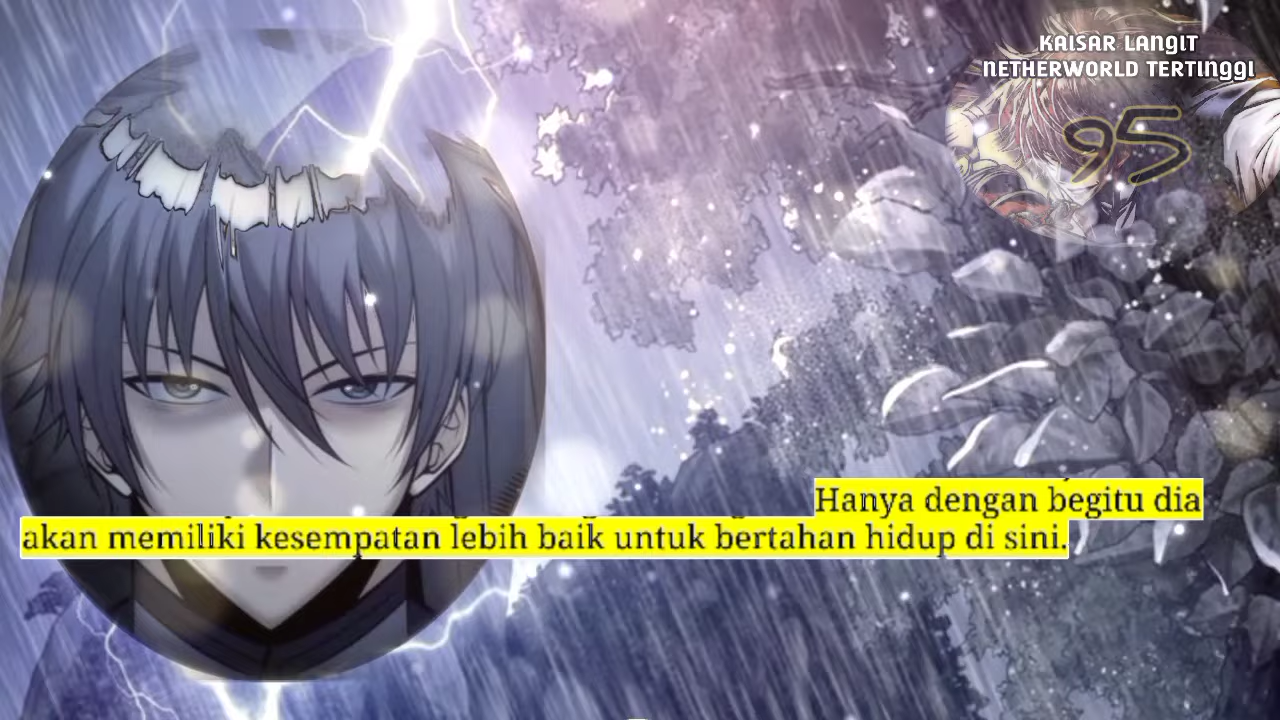 KAISAR LANGIT
NETHERWORLD TERTINGGI
95
Hanya dengan begitu dia
akan memiliki kesempatan lebih baik untuk bertahan hidup di sini.